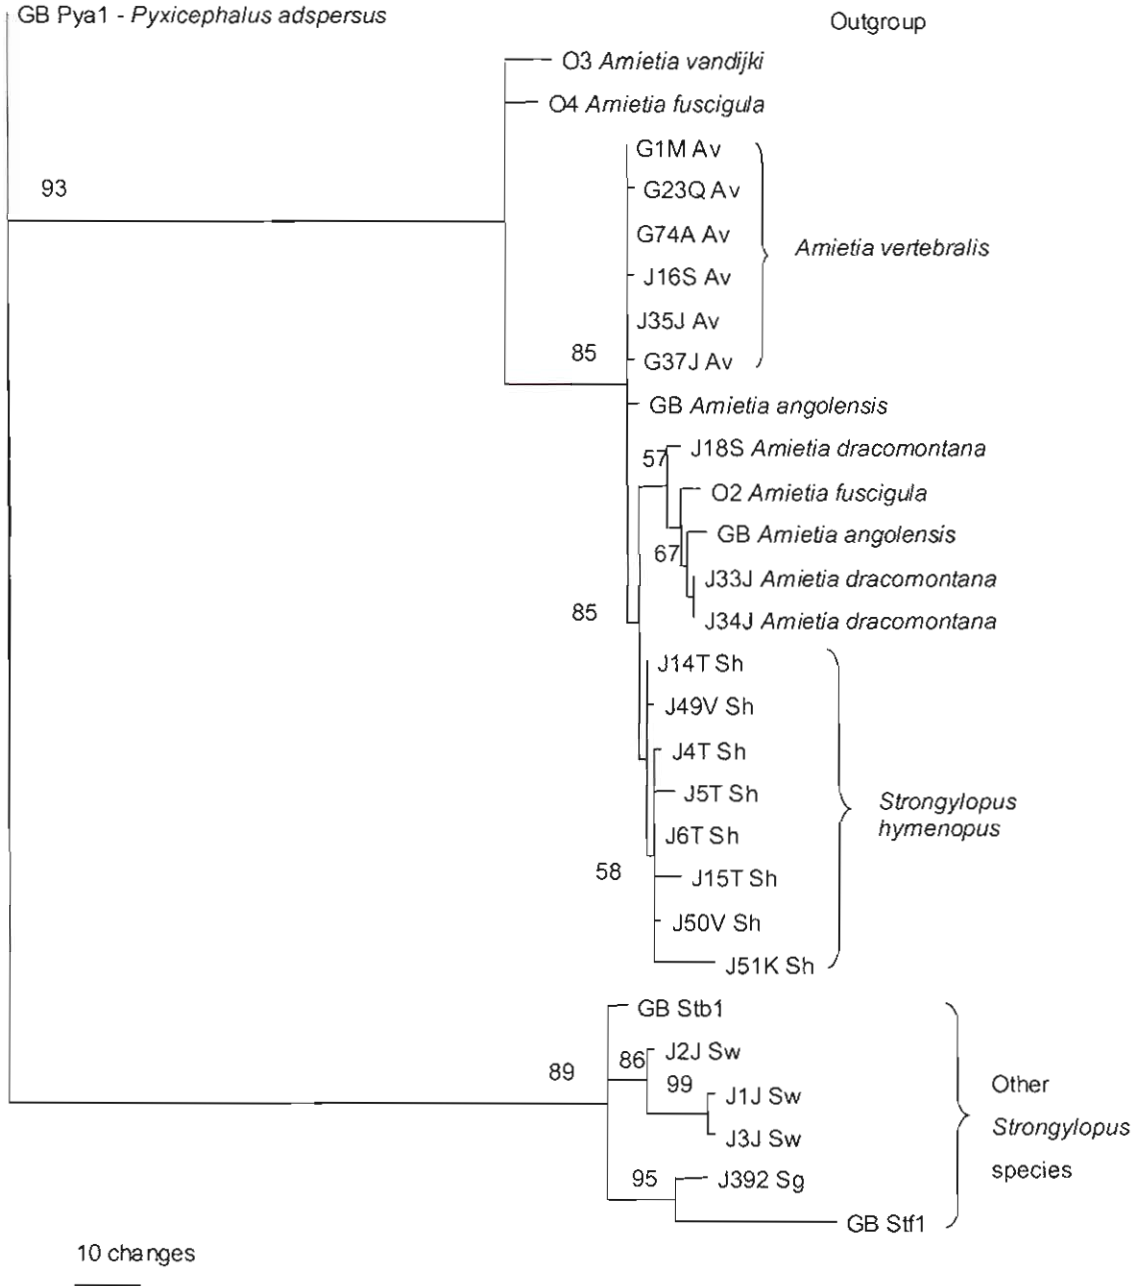 GB Pya1 - Pyxicephalus adspersus
Outgroup
O3 Amietia vandijki
O4 Amietia fuscigula
93
G1M Av
G23Q Av
G74A Av
Amietia vertebralis
J16S Av
J35J Av
85
G37J Av
GB Amietia angolensis
57
J18S Amietia dracomontana
O2 Amietia fuscigula
GB Amietia angolensis
67
J33J Amietia dracomontana
85
J34J Amietia dracomontana
J14T Sh
J49V Sh
J4T Sh
J5T Sh
Strongylopus
hymenopus
J6T Sh
58
J15T Sh
J50V Sh
J51K Sh
GB Stb1
89
86
J2J Sw
99
J1J Sw
J3J Sw
Other
Strongylopus
species
95
J392 Sg
GB Stf1
10 changes